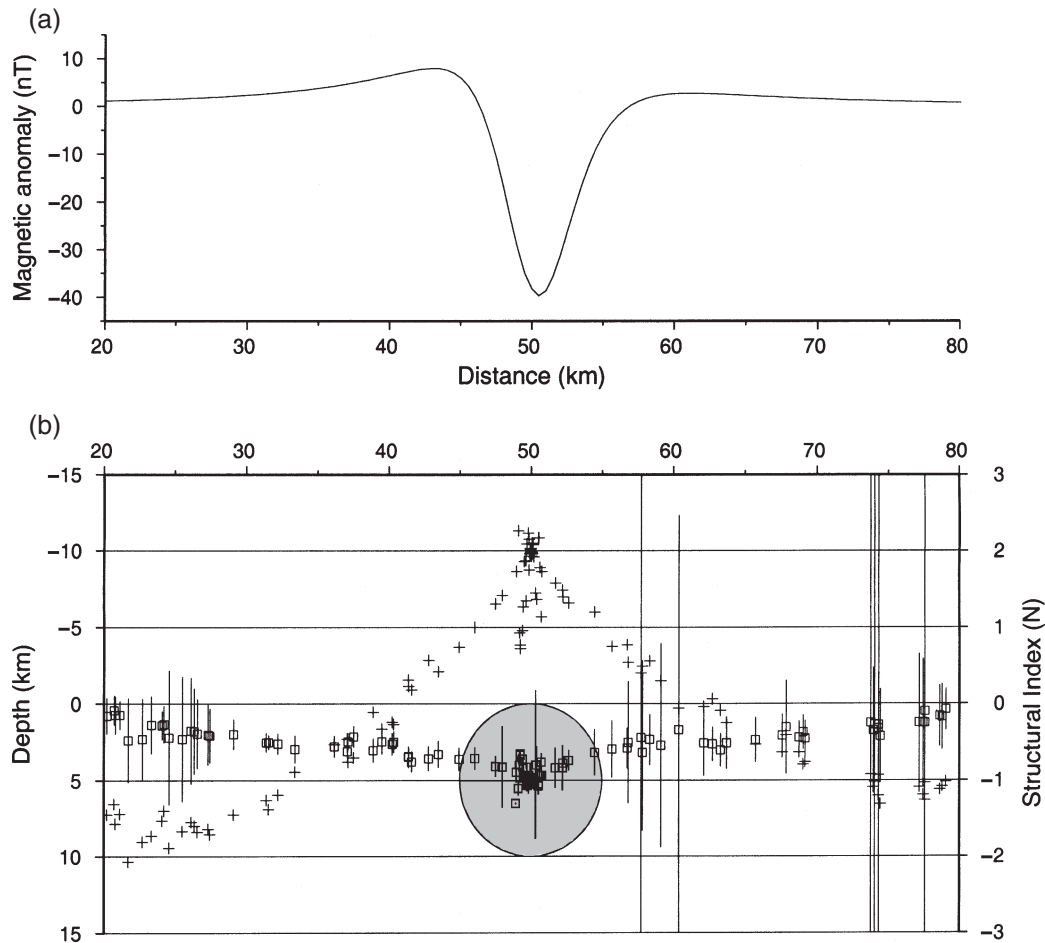 (a)
Magnetic anomaly (nT)
10
0
−10
−20
−30
−40
20 30 40 50 60 70 80
Distance (km)
(b)
20 30 40 50 60 70 80
Depth (km)
−15
−10
−5
0
5
10
15
3
2
1
0
−1
−2
−3
Structural Index (N)